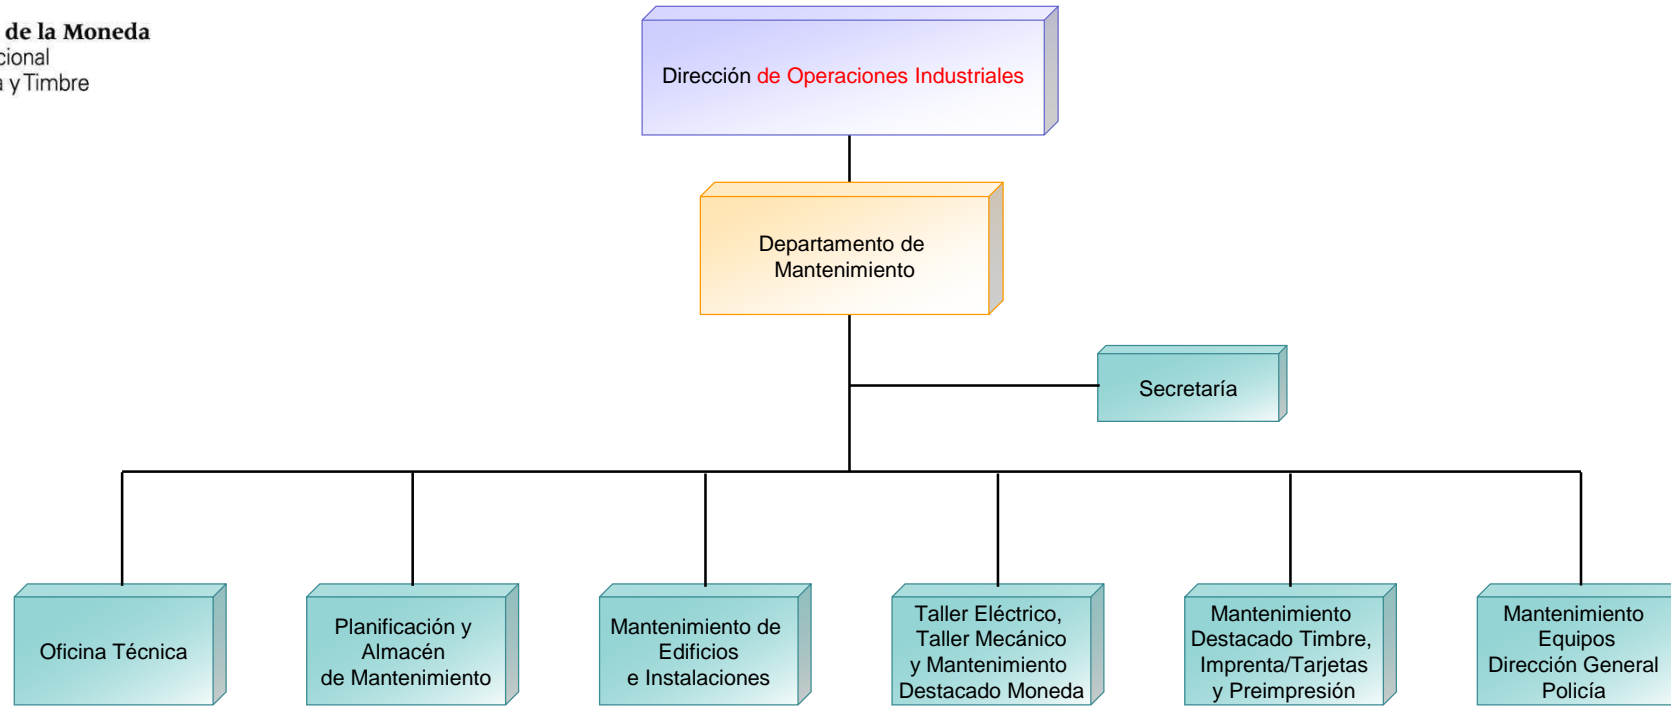 de la Moneda
y Timbre
Dirección de Operaciones Industriales
Departamento de
Mantenimiento
Secretaría
Oficina Técnica
Planificación y
Almacén
de Mantenimiento
Mantenimiento de
Edificios
e Instalaciones
Taller Eléctrico,
Taller Mecánico
y Mantenimiento
Destacado Moneda
Mantenimiento
Destacado Timbre,
Imprenta/Tarjetas
y Preimpresión
Mantenimiento
Equipos
Dirección General
Policía